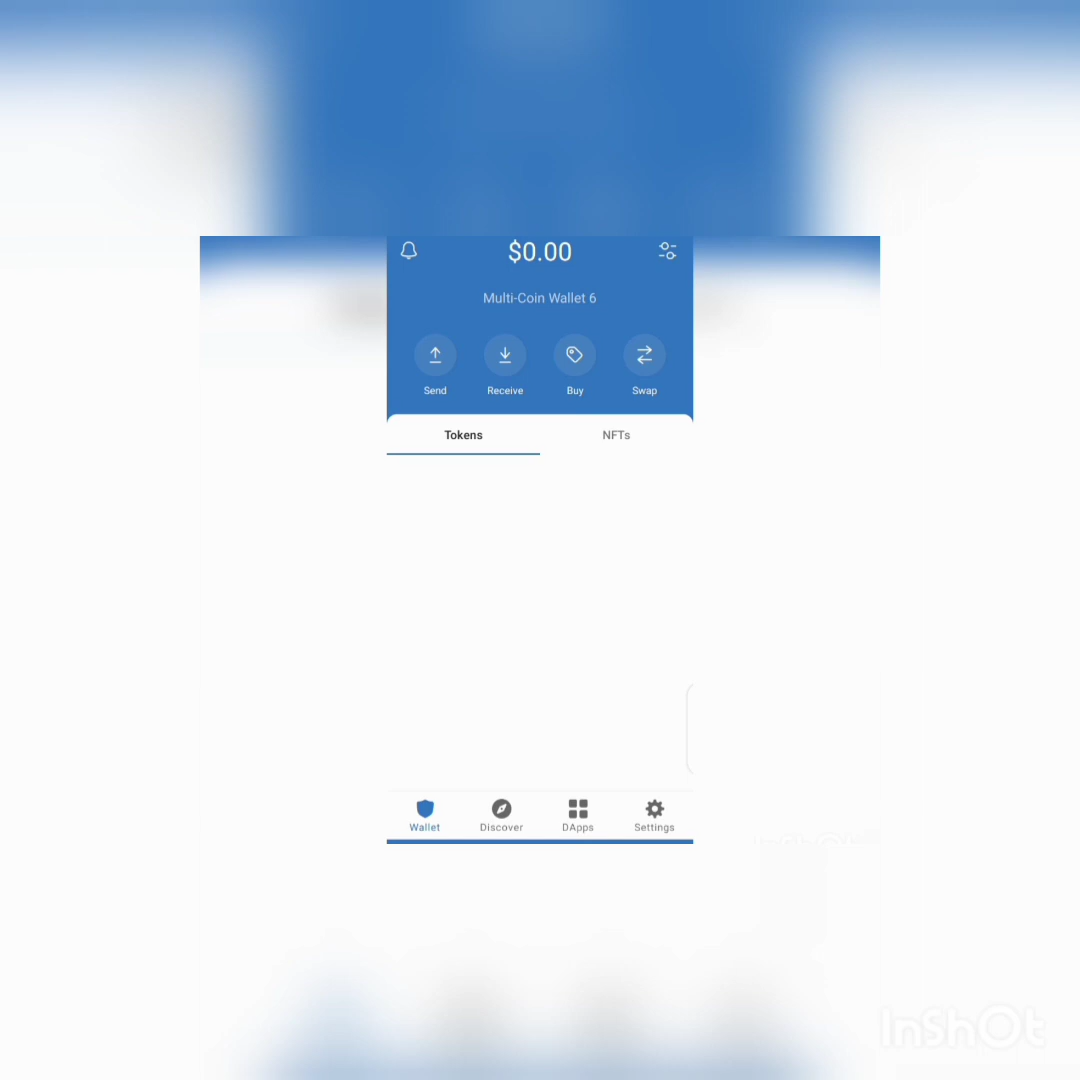 $0.00
Multi-Coin Wallet 6
Send Receive Buy Swap
Tokens NFTs
Wallet Discover DApps Settings
InShOt